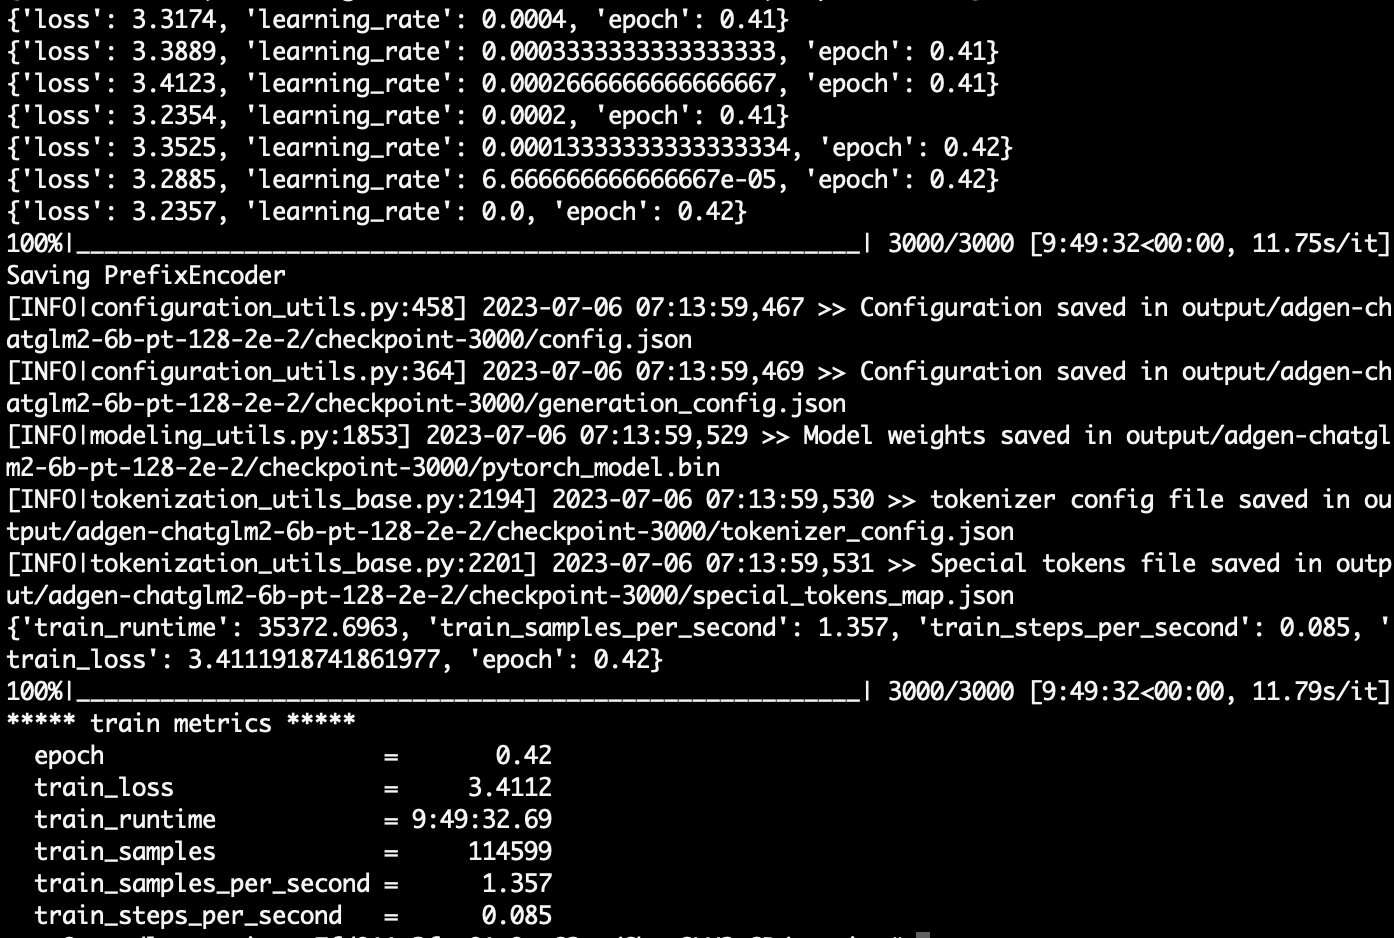 {'loss': 3.3174, 'learning_rate': 0.0004, 'epoch': 0.41}
{'loss': 3.3889, 'learning_rate': 0.0003333333333333333, 'epoch': 0.41}
{'loss': 3.4123, 'learning_rate': 0.00026666666666666667, 'epoch': 0.41}
{'loss': 3.2354, 'learning_rate': 0.0002, 'epoch': 0.41}
{'loss': 3.3525, 'learning_rate': 0.00013333333333333334, 'epoch': 0.42}
{'loss': 3.2885, 'learning_rate': 6.666666666666667e-05, 'epoch': 0.42}
{'loss': 3.2357, 'learning_rate': 0.0, 'epoch': 0.42}
100%|________________________________________________________| 3000/3000 [9:49:32<00:00, 11.75s/it]
Saving PrefixEncoder
[INFO|configuration_utils.py:458] 2023-07-06 07:13:59,467 >> Configuration saved in output/adgen-ch
atglm2-6b-pt-128-2e-2/checkpoint-3000/config.json
[INFO|configuration_utils.py:364] 2023-07-06 07:13:59,469 >> Configuration saved in output/adgen-ch
atglm2-6b-pt-128-2e-2/checkpoint-3000/generation_config.json
[INFO|modeling_utils.py:1853] 2023-07-06 07:13:59,529 >> Model weights saved in output/adgen-chatgl
m2-6b-pt-128-2e-2/checkpoint-3000/pytorch_model.bin
[INFO|tokenization_utils_base.py:2194] 2023-07-06 07:13:59,530 >> tokenizer config file saved in ou
tput/adgen-chatglm2-6b-pt-128-2e-2/checkpoint-3000/tokenizer_config.json
[INFO|tokenization_utils_base.py:2201] 2023-07-06 07:13:59,531 >> Special tokens file saved in outp
ut/adgen-chatglm2-6b-pt-128-2e-2/checkpoint-3000/special_tokens_map.json
{'train_runtime': 35372.6963, 'train_samples_per_second': 1.357, 'train_steps_per_second': 0.085, '
train_loss': 3.4111918741861977, 'epoch': 0.42}
100%|________________________________________________________| 3000/3000 [9:49:32<00:00, 11.79s/it]
***** train metrics *****
epoch = 0.42
train_loss = 3.4112
train_runtime = 9:49:32.69
train_samples = 114599
train_samples_per_second = 1.357
train_steps_per_second = 0.085